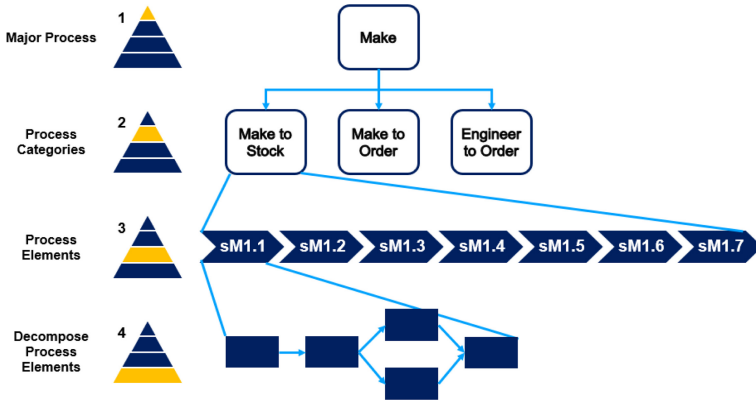 1
Major Process
Make
2
Process
Categories
Make to
Stock
Make to
Order
Engineer
to Order
3
Process
Elements
sM1.1
sM1.2
sM1.3
sM1.4
sM1.5
sM1.6
sM1.7
4
Decompose
Process
Elements